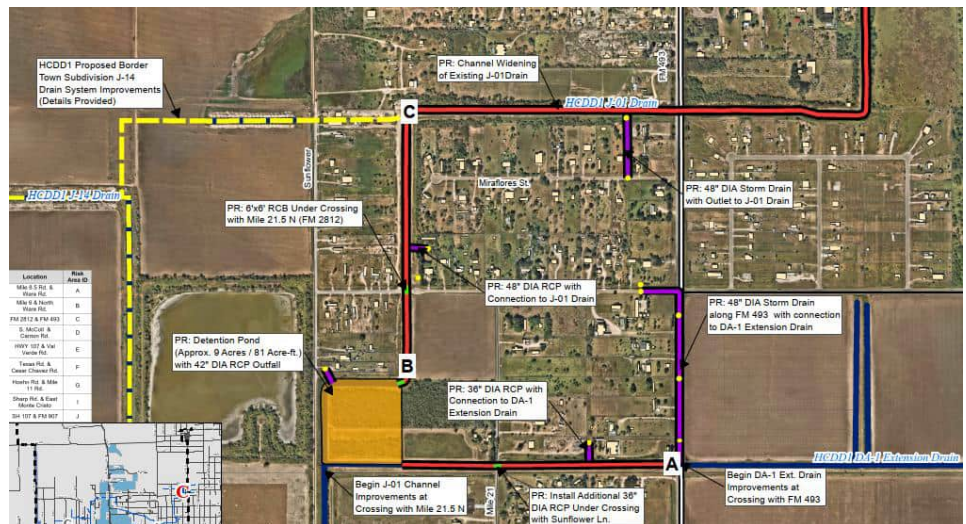 HCDD1 Proposed Border
Town Subdivision J-14
Drain System Improvements
(Details Provided)
PR: Channel Widening
of Existing J-01Drain
FM 493
C
HCDD1 J-01 Drain
Sunflower
Miraflores St.
HCDD1 J-14 Drain
PR: 6'x6' RCB Under Crossing
with Mile 21.5 N (FM 2812)
PR: 48" DIA Storm Drain
with Outlet to J-01 Drain
PR: 48" DIA RCP with
Connection to J-01 Drain
PR: 48" DIA Storm Drain
along FM 493 with connection
to DA-1 Extension Drain
Location Risk Area ID
Mile 6.5 Rd. & Ware Rd. A
Mile 6 & North Ware Rd. B
FM 2812 & FM 493 C
S. McColl & Canton Rd. D
HWY 107 & Val Verde Rd. E
Texas Rd. & Cesar Chavez Rd. F
Hoehn Rd. & Mile 11 Rd. G
Sharp Rd. & East Monte Cristo I
SH 107 & FM 907 J
PR: Detention Pond
(Approx. 9 Acres / 81 Acre-ft.)
with 42" DIA RCP Outfall
B
PR: 36" DIA RCP with
Connection to DA-1
Extension Drain
A
HCDD1 DA-1 Extension Drain
Begin J-01 Channel
Improvements at
Crossing with Mile 21.5 N
Mile 21
PR: Install Additional 36"
DIA RCP Under Crossing
with Sunflower Ln.
Begin DA-1 Ext. Drain
Improvements at
Crossing with FM 493
C